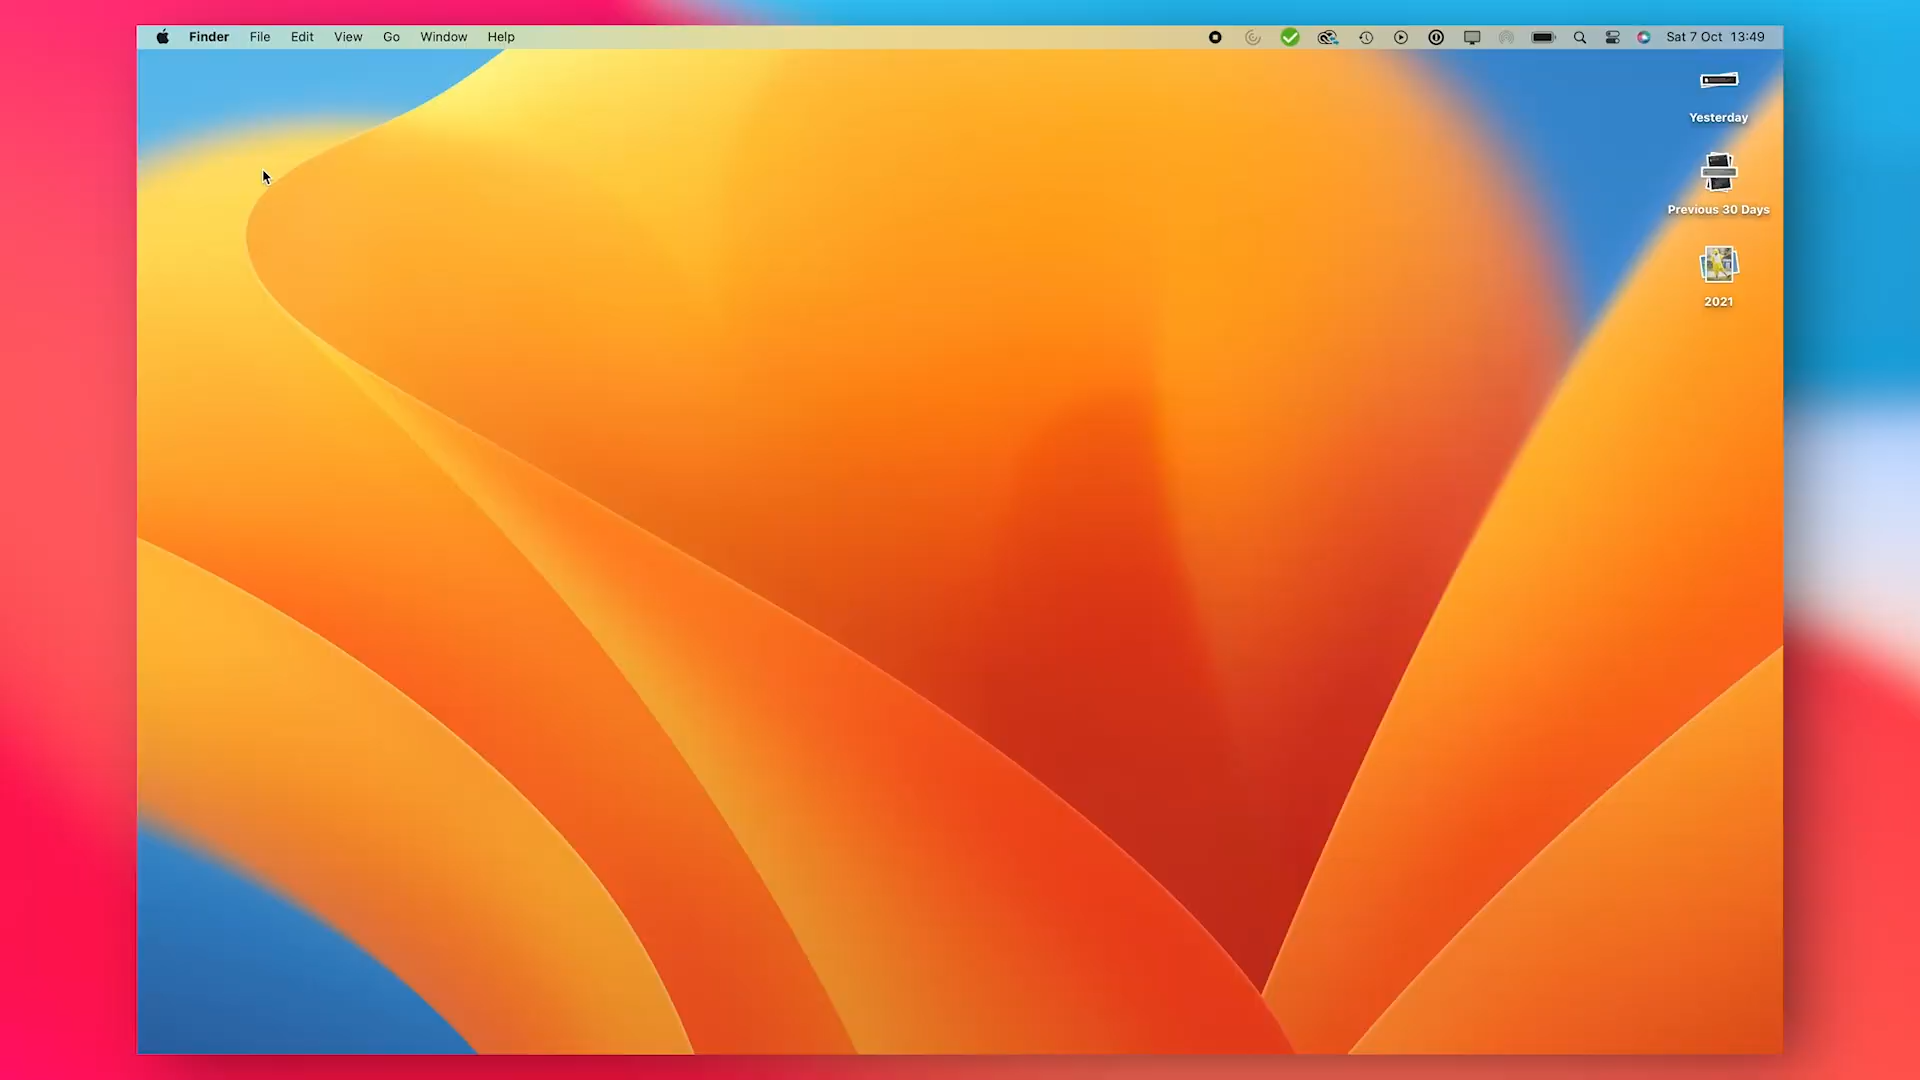 Finder File Edit View Go Window Help Sat 7 Oct 13:49
Yesterday
Previous 30 Days
2021